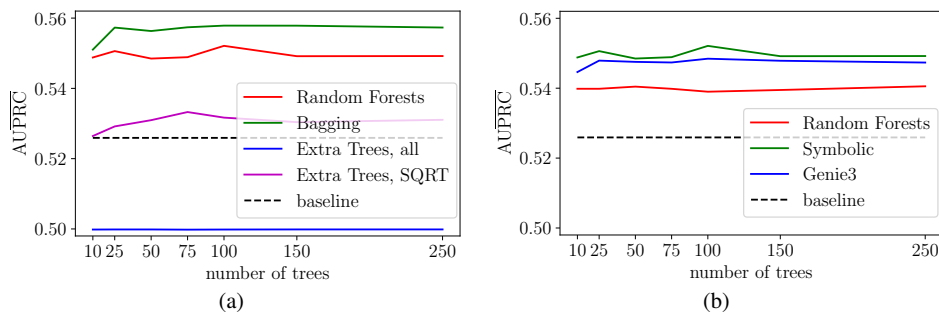 0.56
0.54
0.52
0.50
AUPRC
Random Forests
Bagging
Extra Trees, all
Extra Trees, SQRT
baseline
10 25 50 75 100 150 250
number of trees
(a)
0.56
0.54
0.52
0.50
AUPRC
Random Forests
Symbolic
Genie3
baseline
10 25 50 75 100 150 250
number of trees
(b)